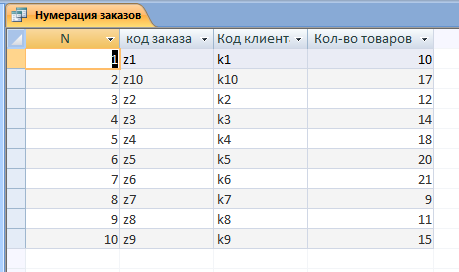 Нумерация заказов
N код заказа Код клиента Кол-во товаров
1 z1 k1 10
2 z10 k10 17
3 z2 k2 12
4 z3 k3 14
5 z4 k4 18
6 z5 k5 20
7 z6 k6 21
8 z7 k7 9
9 z8 k8 11
10 z9 k9 15